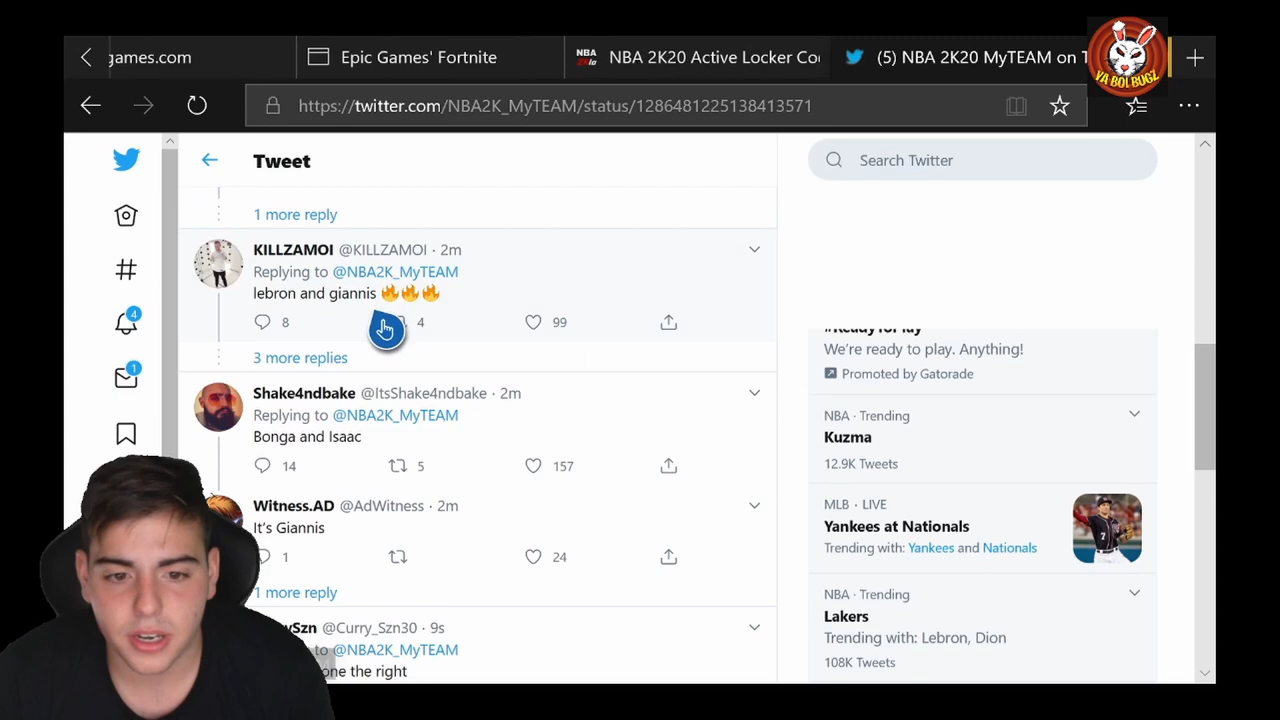 games.com
Epic Games' Fortnite
NBA 2K20 Active Locker Co
(5) NBA 2K20 MyTEAM on T
YA BOI BUGZ
https://twitter.com/NBA2K_MyTEAM/status/1286481225138413571
Tweet
Search Twitter
1 more reply
KILLZAMOI @KILLZAMOI · 2m
Replying to @NBA2K_MyTEAM
lebron and giannis 🔥🔥🔥
8 4 99
3 more replies
Shake4ndbake @ItsShake4ndbake · 2m
Replying to @NBA2K_MyTEAM
Bonga and Isaac
14 5 157
Witness.AD @AdWitness · 2m
It's Giannis
1 24
1 more reply
Szn @Curry_Szn30 · 9s
@NBA2K_MyTEAM
one the right
4
1
#ReadyForPlay
We're ready to play. Anything!
Promoted by Gatorade
NBA · Trending
Kuzma
12.9K Tweets
MLB · LIVE
Yankees at Nationals
Trending with: Yankees and Nationals
NBA · Trending
Lakers
Trending with: Lebron, Dion
108K Tweets